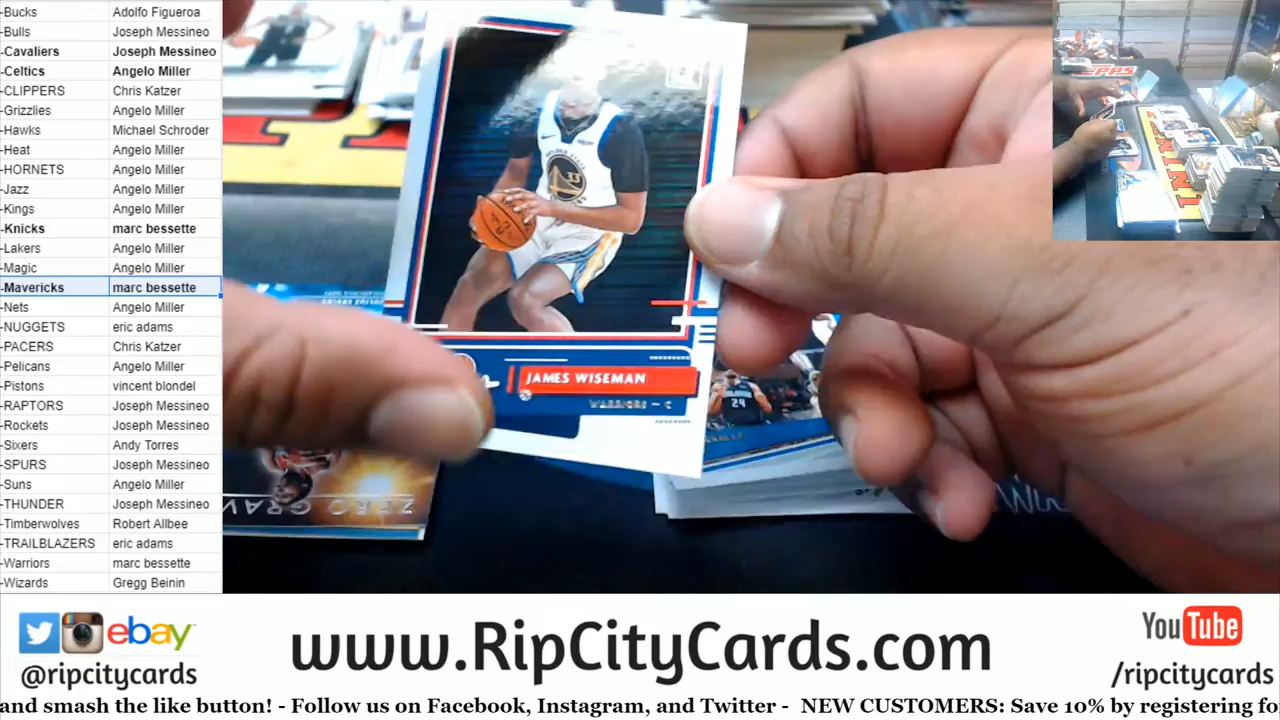 -Bucks Adolfo Figueroa
-Bulls Joseph Messineo
-Cavaliers Joseph Messineo
-Celtics Angelo Miller
-CLIPPERS Chris Katzer
-Grizzlies Angelo Miller
-Hawks Michael Schroder
-Heat Angelo Miller
-HORNETS Angelo Miller
-Jazz Angelo Miller
-Kings Angelo Miller
-Knicks marc bessette
-Lakers Angelo Miller
-Magic Angelo Miller
-Mavericks marc bessette
-Nets Angelo Miller
-NUGGETS eric adams
-PACERS Chris Katzer
-Pelicans Angelo Miller
-Pistons vincent blondel
-RAPTORS Joseph Messineo
-Rockets Joseph Messineo
-Sixers Andy Torres
-SPURS Joseph Messineo
-Suns Angelo Miller
-THUNDER Joseph Messineo
-Timberwolves Robert Allbee
-TRAILBLAZERS eric adams
-Warriors marc bessette
-Wizards Gregg Beinin
33
JAMES WISEMAN
WARRIORS — C
24
ZERO GRAV
ebay
@ripcitycards
www.RipCityCards.com
YouTube
/ripcitycards
and smash the like button! - Follow us on Facebook, Instagram, and Twitter - NEW CUSTOMERS: Save 10% by registering fo